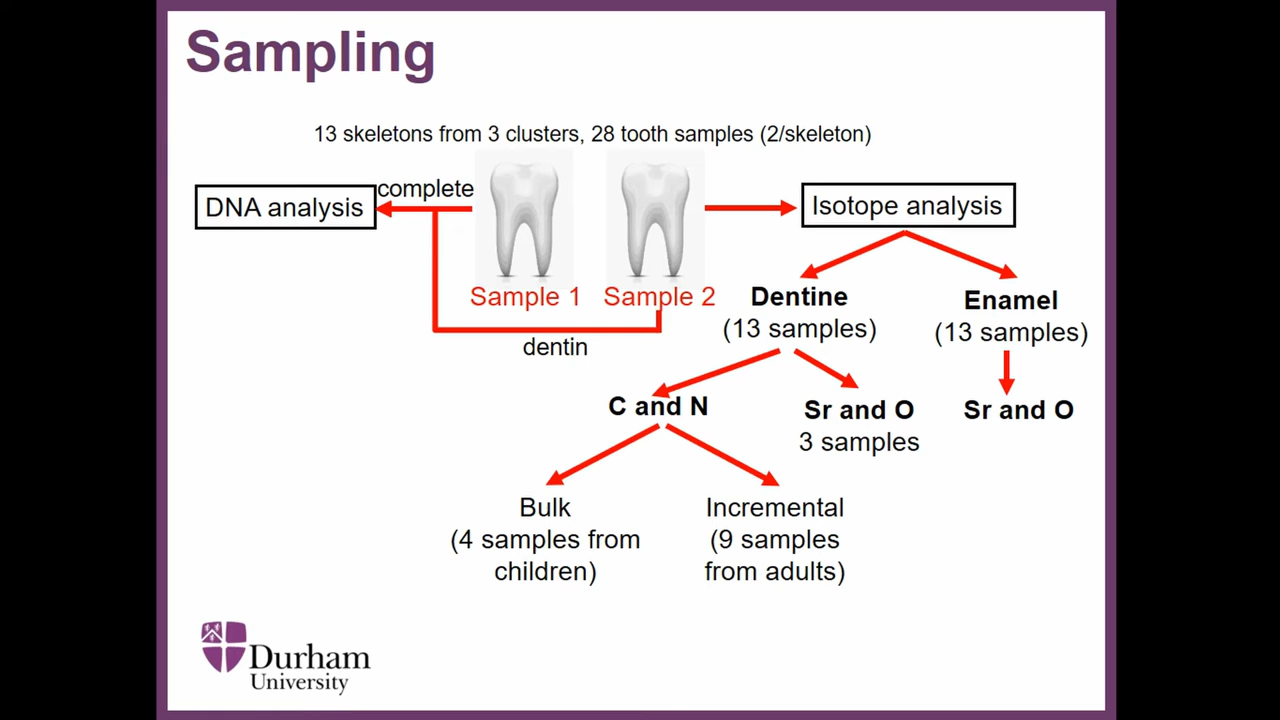 Sampling
13 skeletons from 3 clusters, 28 tooth samples (2/skeleton)
complete
DNA analysis
Isotope analysis
Sample 1
Sample 2
dentin
Dentine
(13 samples)
Enamel
(13 samples)
C and N
Sr and O
3 samples
Sr and O
Bulk
(4 samples from
children)
Incremental
(9 samples
from adults)
Durham
University